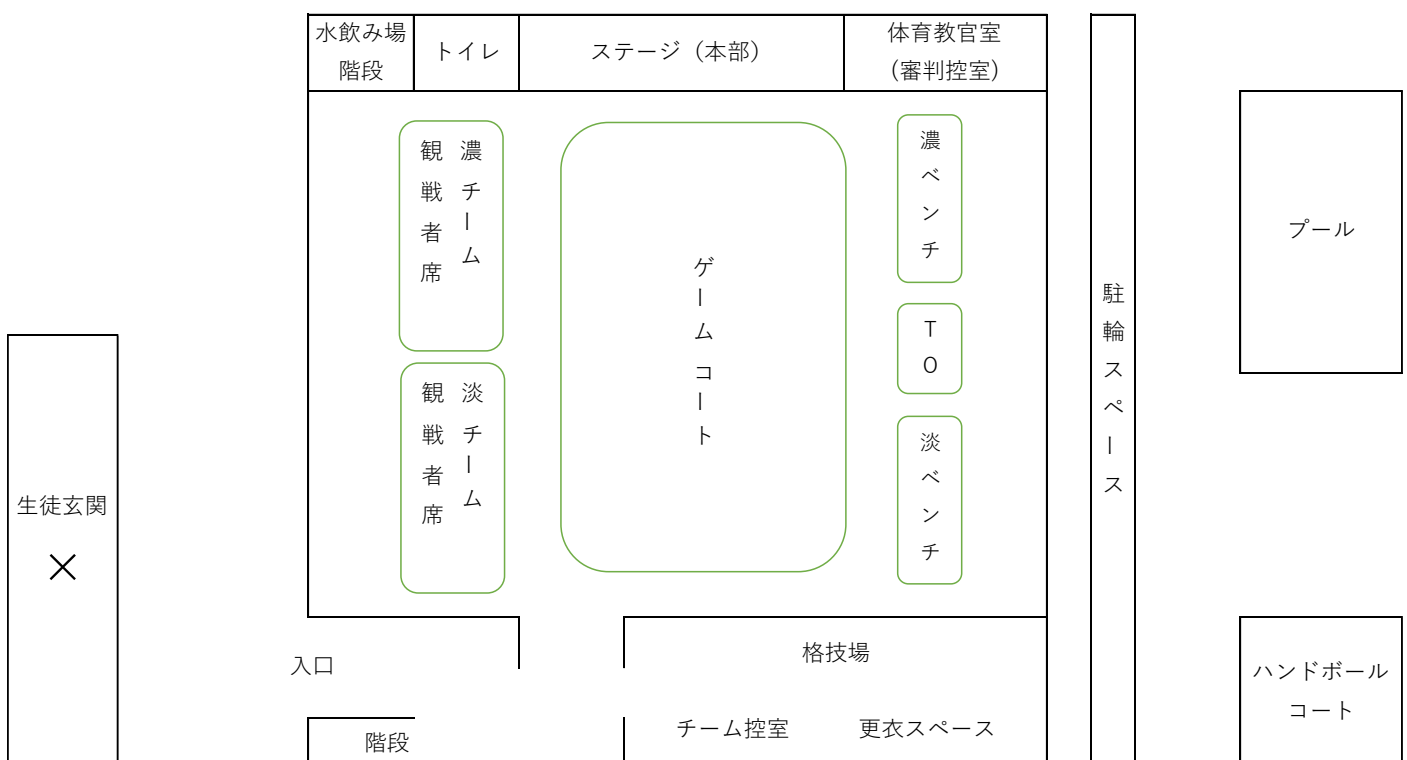 水飲み場
階段
トイレ
ステージ（本部）
体育教官室
（審判控室）
濃チーム
観戦者席
淡チーム
観戦者席
ゲームコート
濃ベンチ
ＴＯ
淡ベンチ
駐輪スペース
プール
生徒玄関
×
入口
階段
格技場
チーム控室
更衣スペース
ハンドボール
コート